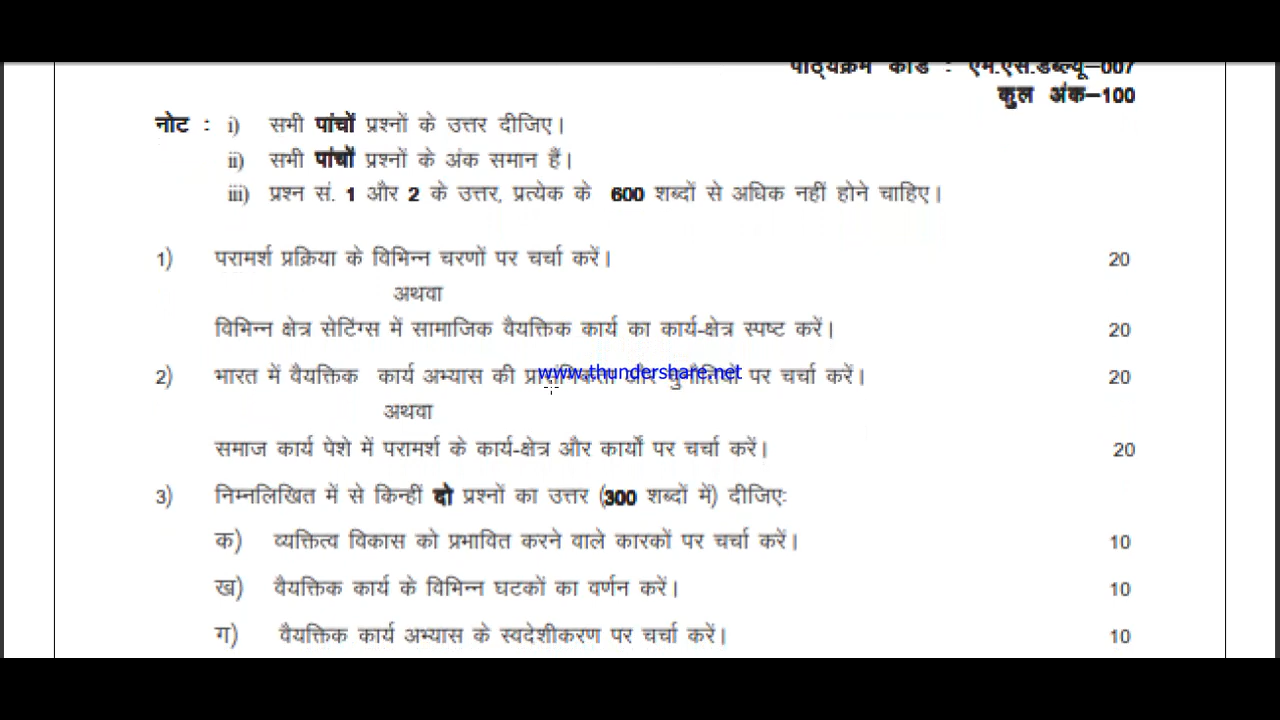 पाठ्यक्रम कोड : एम.एस.डब्ल्यू–007
कुल अंक–100
नोट : i) सभी पांचों प्रश्नों के उत्तर दीजिए।
ii) सभी पांचों प्रश्नों के अंक समान हैं।
iii) प्रश्न सं. 1 और 2 के उत्तर, प्रत्येक के 600 शब्दों से अधिक नहीं होने चाहिए।
1) परामर्श प्रक्रिया के विभिन्न चरणों पर चर्चा करें। 20
अथवा
विभिन्न क्षेत्र सेटिंग्स में सामाजिक वैयक्तिक कार्य का कार्य-क्षेत्र स्पष्ट करें। 20
2) भारत में वैयक्तिक कार्य अभ्यास की और चुनौतियों पर चर्चा करें। 20
www.thundershare.net
अथवा
समाज कार्य पेशे में परामर्श के कार्य-क्षेत्र और कार्यों पर चर्चा करें। 20
3) निम्नलिखित में से किन्हीं दो प्रश्नों का उत्तर (300 शब्दों में) दीजिएः
क) व्यक्तित्व विकास को प्रभावित करने वाले कारकों पर चर्चा करें। 10
ख) वैयक्तिक कार्य के विभिन्न घटकों का वर्णन करें। 10
ग) वैयक्तिक कार्य अभ्यास के स्वदेशीकरण पर चर्चा करें। 10